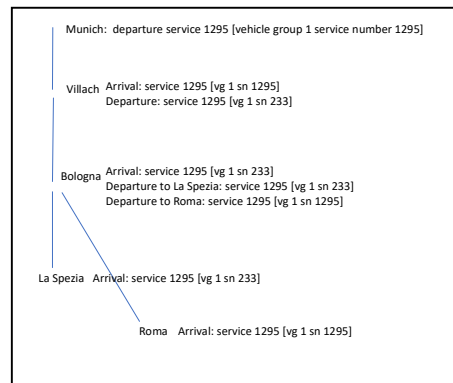 Munich: departure service 1295 [vehicle group 1 service number 1295]
Villach
Arrival: service 1295 [vg 1 sn 1295]
Departure: service 1295 [vg 1 sn 233]
Bologna
Arrival: service 1295 [vg 1 sn 233]
Departure to La Spezia: service 1295 [vg 1 sn 233]
Departure to Roma: service 1295 [vg 1 sn 1295]
La Spezia Arrival: service 1295 [vg 1 sn 233]
Roma Arrival: service 1295 [vg 1 sn 1295]